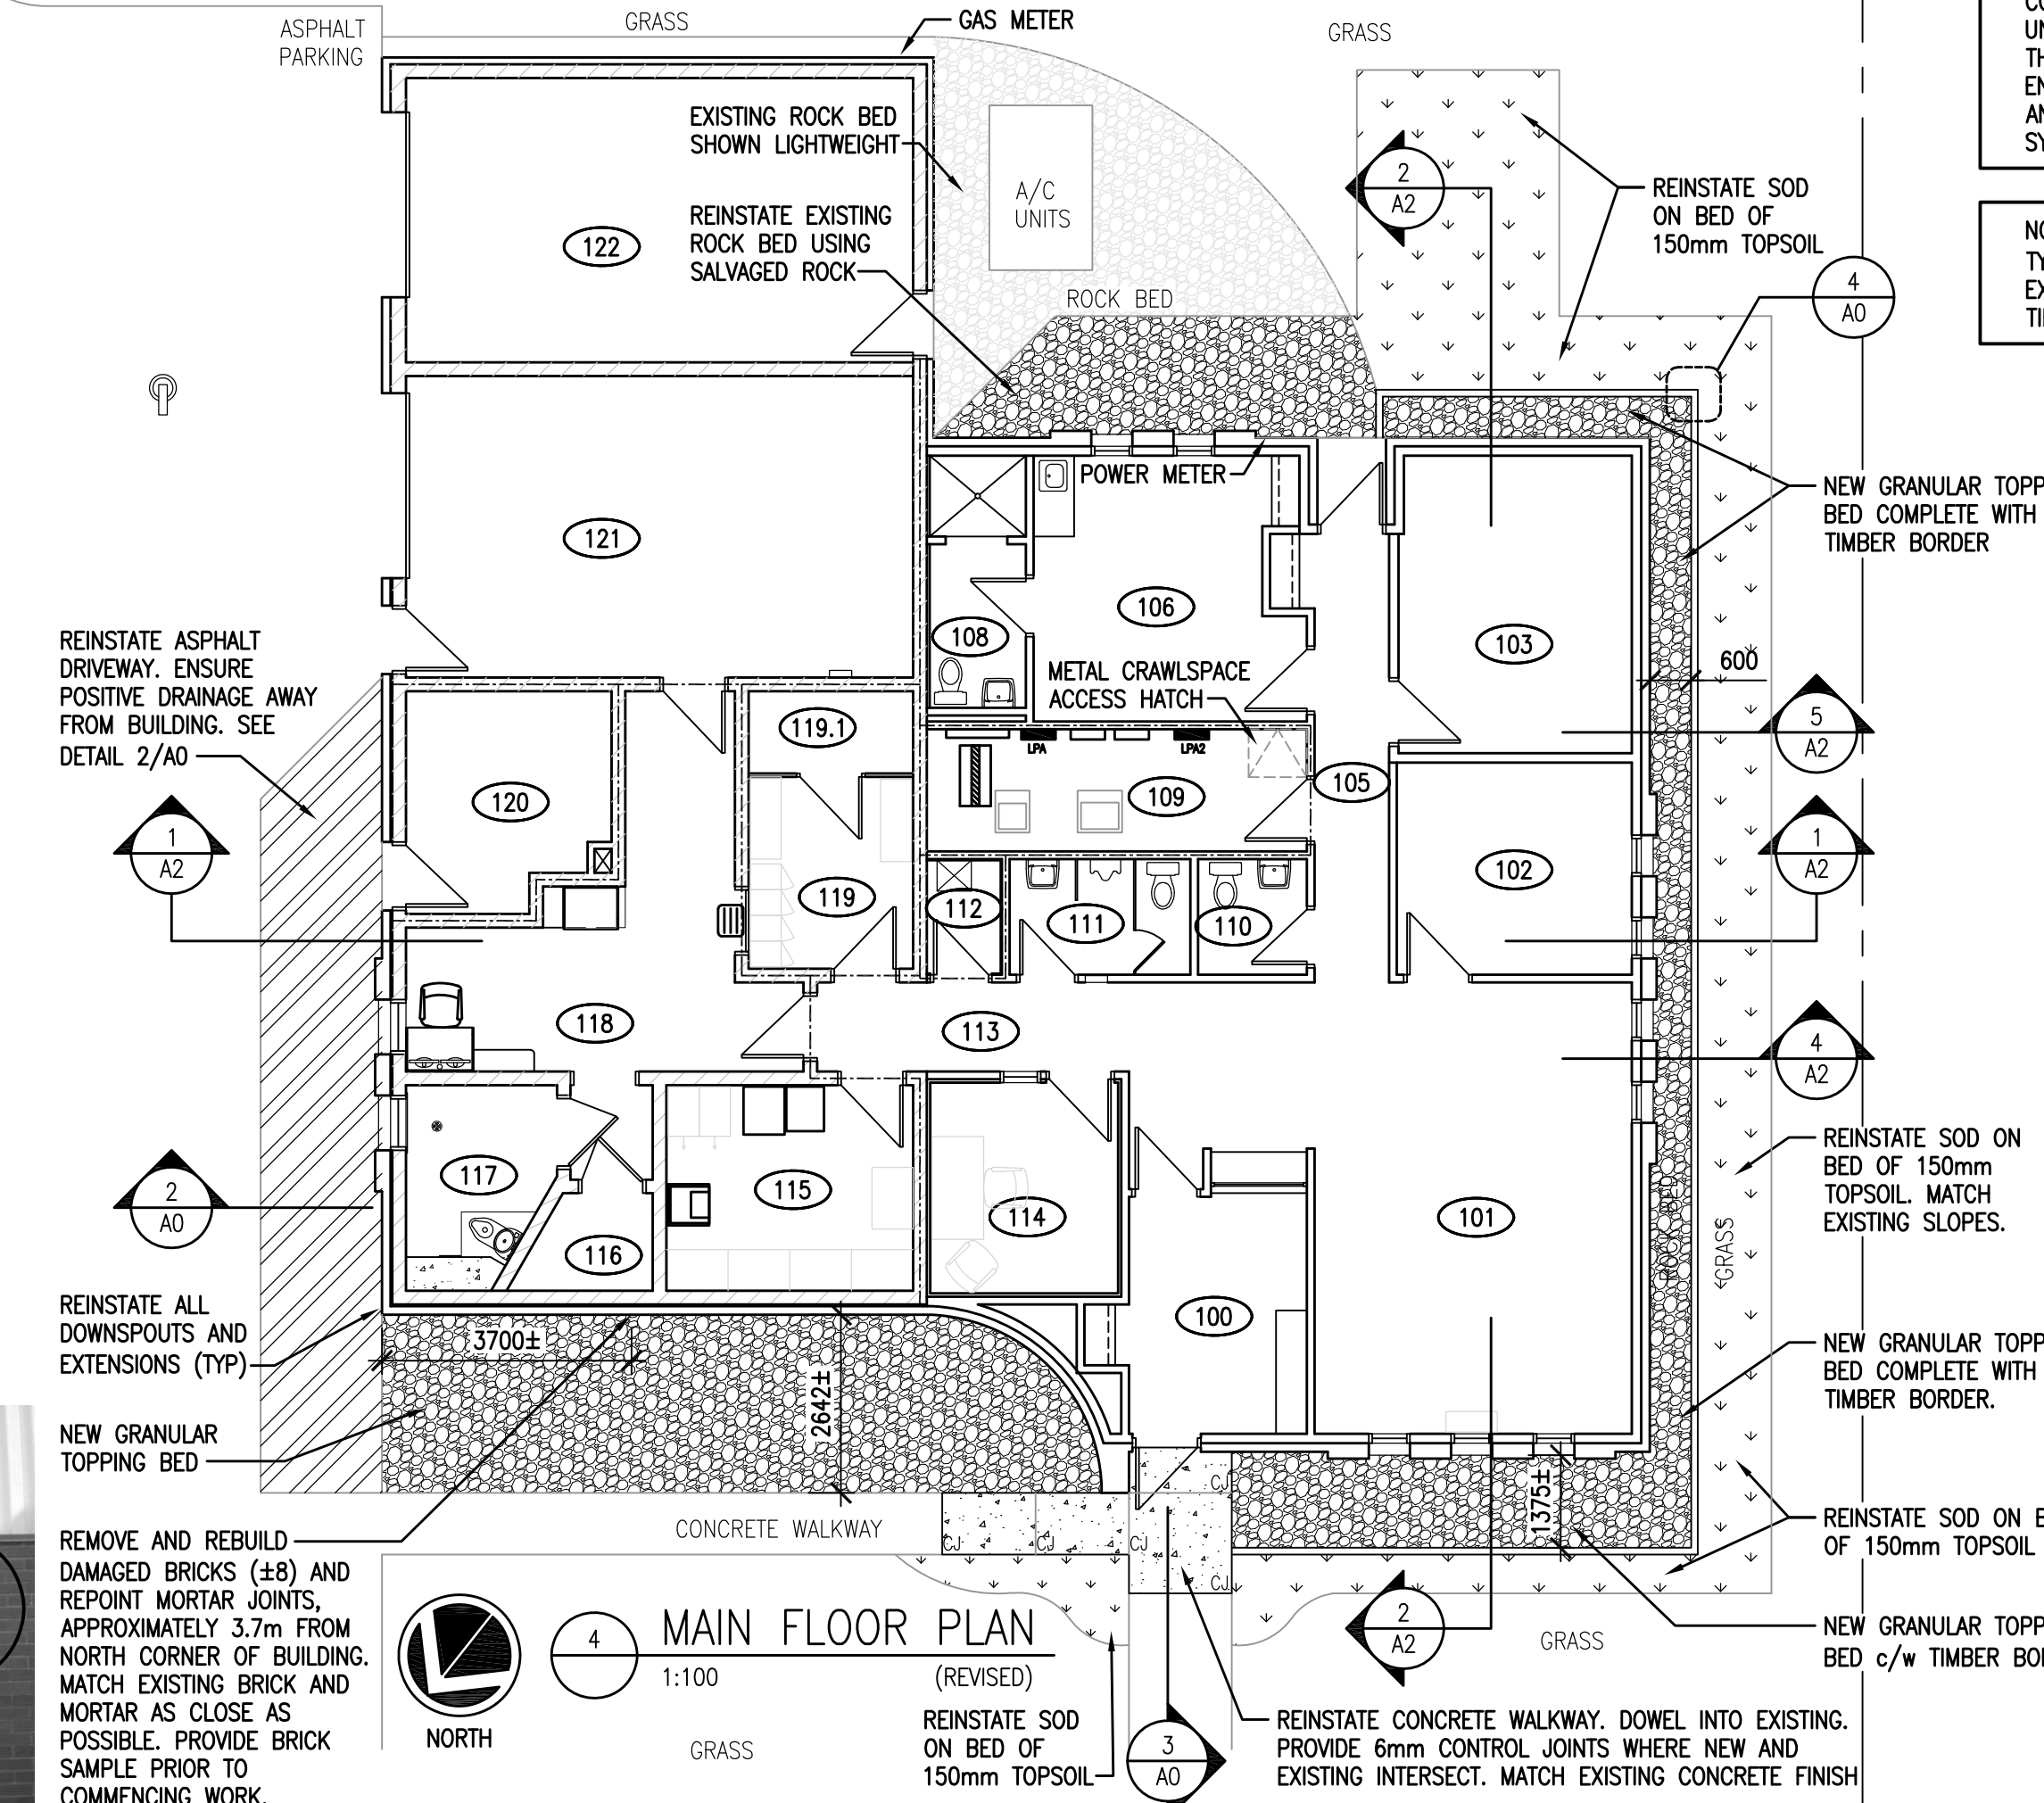 ASPHALT
PARKING
GRASS
GAS METER
GRASS
EXISTING ROCK BED
SHOWN LIGHTWEIGHT
A/C
UNITS
REINSTATE EXISTING
ROCK BED USING
SALVAGED ROCK
ROCK BED
2
A2
REINSTATE SOD
ON BED OF
150mm TOPSOIL
4
A0
122
121
POWER METER
NEW GRANULAR TOPP
BED COMPLETE WITH
TIMBER BORDER
106
108
103
600
METAL CRAWLSPACE
ACCESS HATCH
REINSTATE ASPHALT
DRIVEWAY. ENSURE
POSITIVE DRAINAGE AWAY
FROM BUILDING. SEE
DETAIL 2/A0
119.1
LPA
LPA2
5
A2
120
109
105
1
A2
1
A2
119
112
111
110
102
118
113
4
A2
117
115
114
101
116
100
2
A0
REINSTATE SOD ON
BED OF 150mm
TOPSOIL. MATCH
EXISTING SLOPES.
GRASS
REINSTATE ALL
DOWNSPOUTS AND
EXTENSIONS (TYP)
3700±
2642±
NEW GRANULAR TOPP
BED COMPLETE WITH
TIMBER BORDER.
NEW GRANULAR
TOPPING BED
1375±
CJ
CONCRETE WALKWAY
CJ
CJ
CJ
CJ
REINSTATE SOD ON B
OF 150mm TOPSOIL
REMOVE AND REBUILD
DAMAGED BRICKS (±8) AND
REPOINT MORTAR JOINTS,
APPROXIMATELY 3.7m FROM
NORTH CORNER OF BUILDING.
MATCH EXISTING BRICK AND
MORTAR AS CLOSE AS
POSSIBLE. PROVIDE BRICK
SAMPLE PRIOR TO
COMMENCING WORK.
NORTH
4
MAIN FLOOR PLAN
1:100
(REVISED)
2
A2
GRASS
NEW GRANULAR TOPP
BED c/w TIMBER BO
GRASS
REINSTATE SOD
ON BED OF
150mm TOPSOIL
3
A0
REINSTATE CONCRETE WALKWAY. DOWEL INTO EXISTING.
PROVIDE 6mm CONTROL JOINTS WHERE NEW AND
EXISTING INTERSECT. MATCH EXISTING CONCRETE FINISH